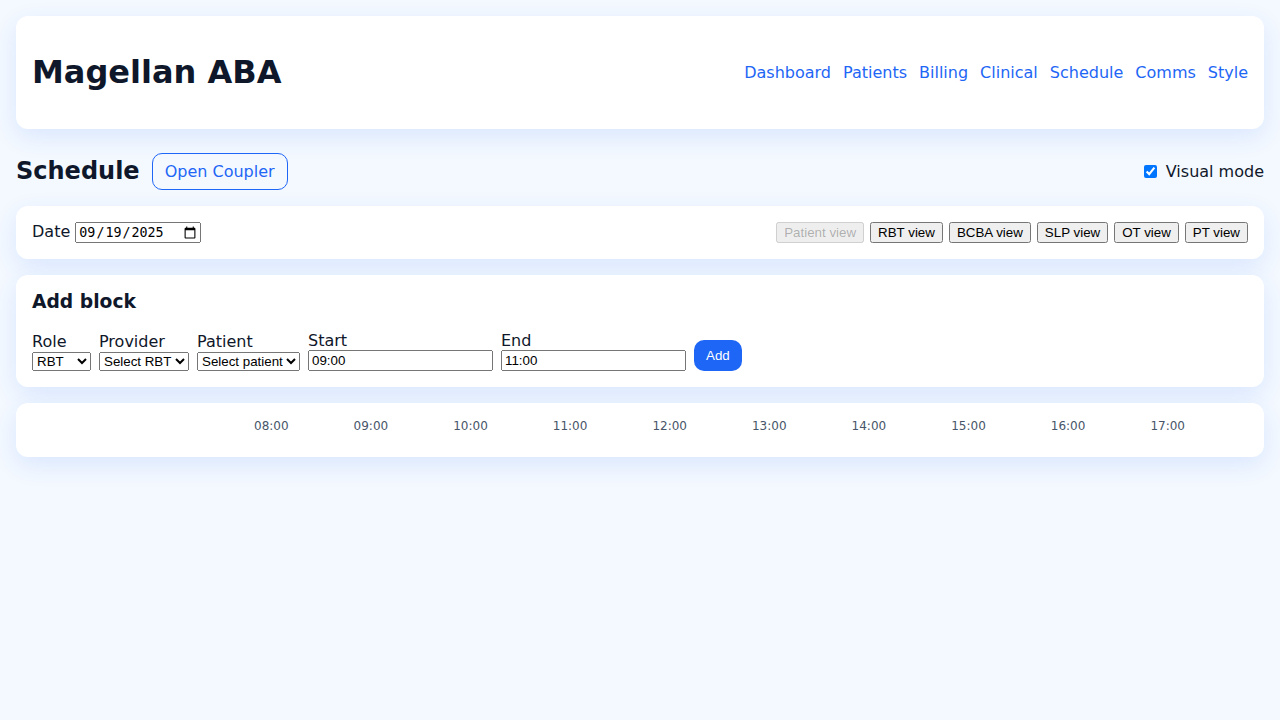 Magellan ABA
Dashboard Patients Billing Clinical Schedule Comms Style
Schedule Open Coupler
Visual mode
Date 09/19/2025
Patient view RBT view BCBA view SLP view OT view PT view
Add block
Role Provider Patient Start End
RBT Select RBT Select patient 09:00 11:00 Add
08:00 09:00 10:00 11:00 12:00 13:00 14:00 15:00 16:00 17:00